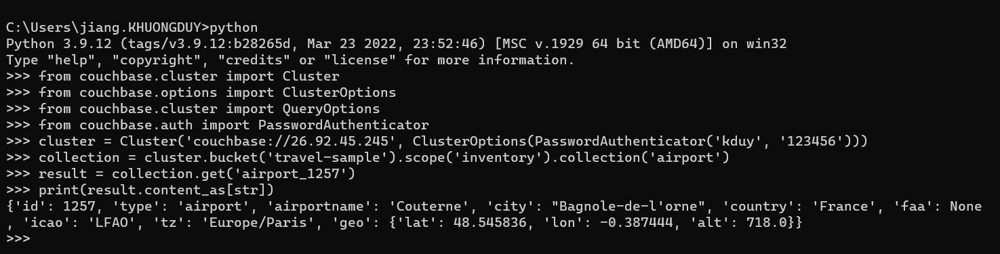 C:\Users\jiang.KHUONGDUY>python
Python 3.9.12 (tags/v3.9.12:b28265d, Mar 23 2022, 23:52:46) [MSC v.1929 64 bit (AMD64)] on win32
Type "help", "copyright", "credits" or "license" for more information.
>>> from couchbase.cluster import Cluster
>>> from couchbase.options import ClusterOptions
>>> from couchbase.cluster import QueryOptions
>>> from couchbase.auth import PasswordAuthenticator
>>> cluster = Cluster('couchbase://26.92.45.245', ClusterOptions(PasswordAuthenticator('kduy', '123456')))
>>> collection = cluster.bucket('travel-sample').scope('inventory').collection('airport')
>>> result = collection.get('airport_1257')
>>> print(result.content_as[str])
{'id': 1257, 'type': 'airport', 'airportname': 'Couterne', 'city': "Bagnole-de-l'orne", 'country': 'France', 'faa': None
, 'icao': 'LFAO', 'tz': 'Europe/Paris', 'geo': {'lat': 48.545836, 'lon': -0.387444, 'alt': 718.0}}
>>>